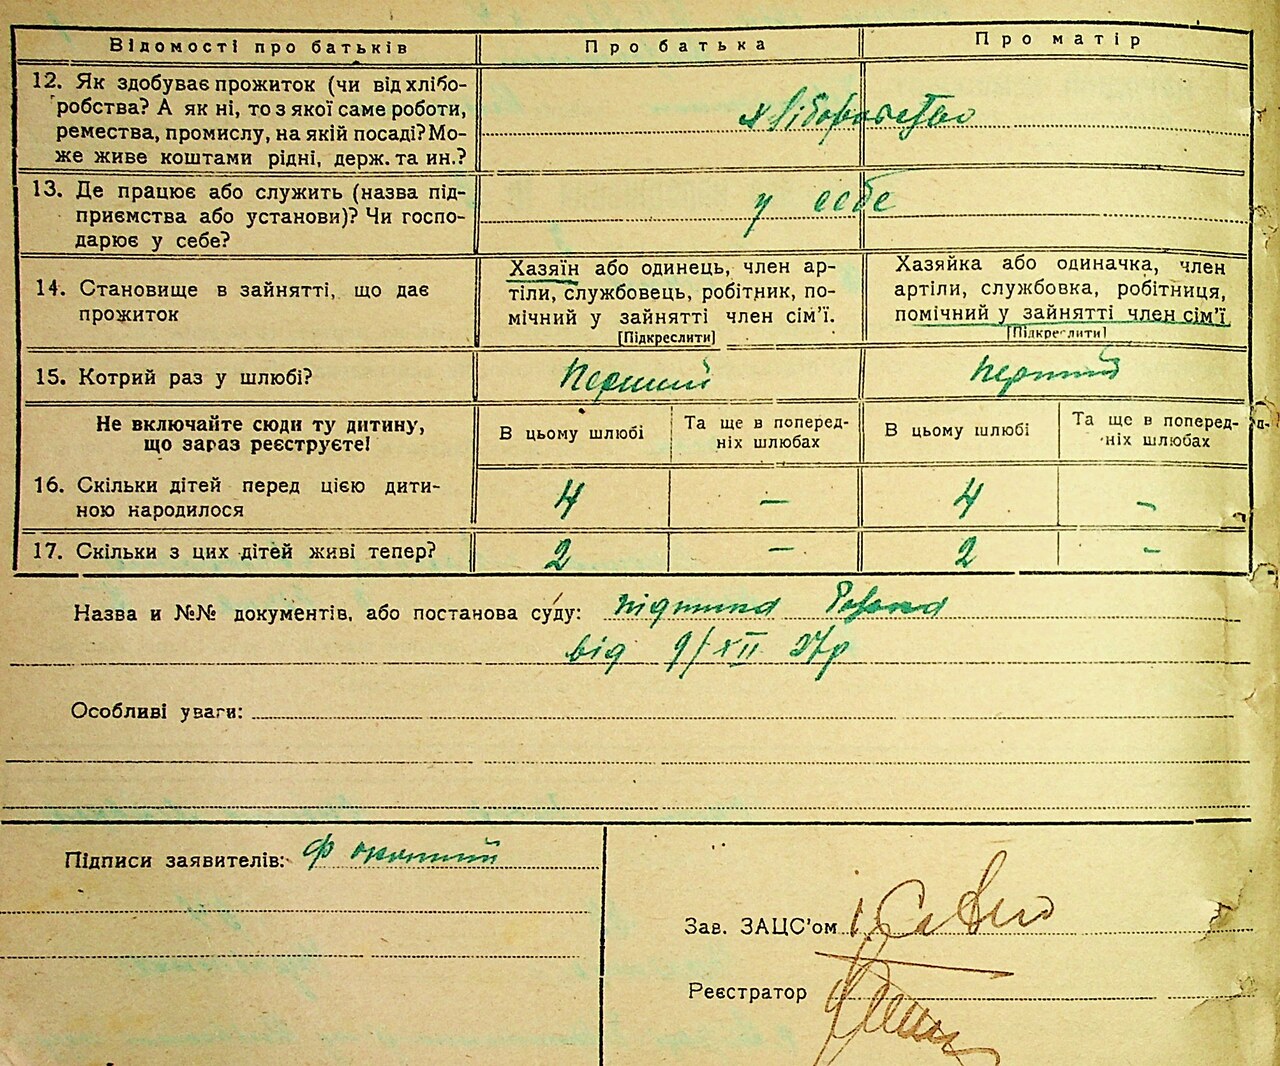 Відомості про батьків Про батька Про матір
12. Як здобуває прожиток (чи від хлібо-
робства? А як ні, то з якої саме роботи,
ремества, промислу, на якій посаді? Мо-
же живе коштами рідні, держ. та ин.?
хліборобство
13. Де працює або служить (назва під-
приємства або установи)? Чи госпо-
дарює у себе?
у себе
14. Становище в зайнятті, що дає
прожиток
Хазяїн або одинець, член ар-
тіли, службовець, робітник, по-
мічний у зайнятті член сім'ї.
[Підкреслити]
Хазяйка або одиначка, член
артіли, службовка, робітниця,
помічний у зайнятті член сім'ї
[Підкреслити]
15. Котрий раз у шлюбі? Перший Перший
Не включайте сюди ту дитину,
що зараз реєструєте!
В цьому шлюбі
Та ще в поперед-
ніх шлюбах
В цьому шлюбі
Та ще в поперед-
ніх шлюбах
16. Скільки дітей перед цією дити-
ною народилося
4 – 4 –
17. Скільки з цих дітей живі тепер? 2 – 2 –
Назва и №№ документів, або постанова суду:
від 9/XII 27р
Особливі уваги:
Підписи заявителів: Ф
Зав. ЗАЦС'ом
Реєстратор